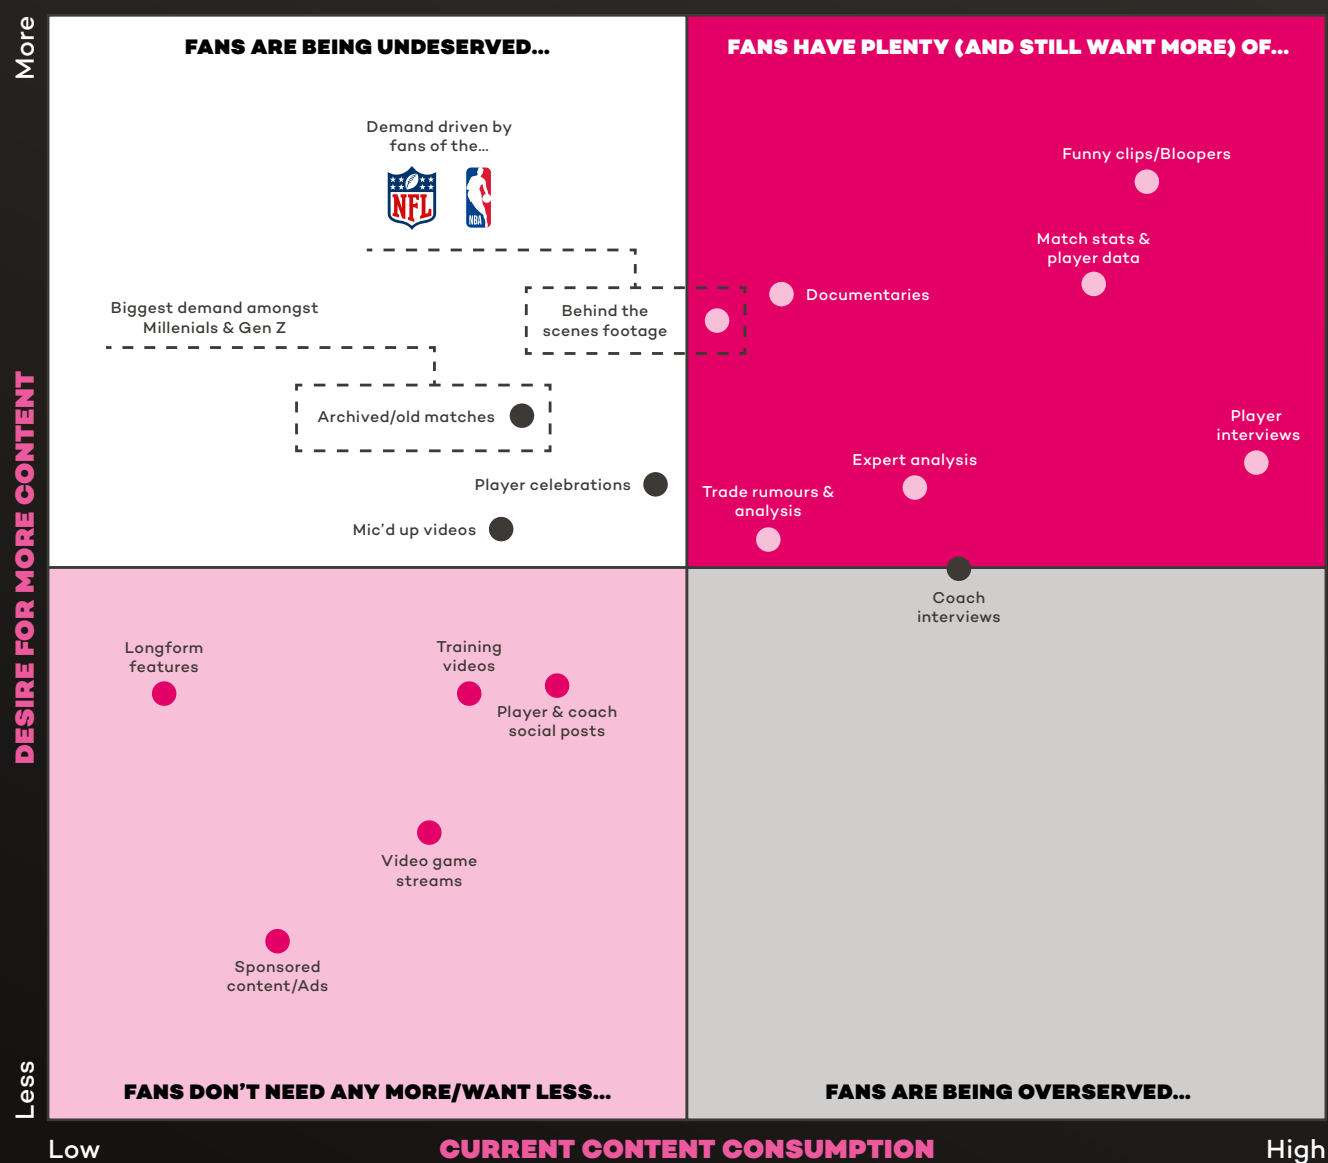 More
FANS ARE BEING UNDESERVED...
FANS HAVE PLENTY (AND STILL WANT MORE) OF...
Demand driven by
fans of the...
NFL
NBA
Funny clips/Bloopers
Match stats &
player data
Documentaries
Behind the
scenes footage
Biggest demand amongst
Millenials & Gen Z
Archived/old matches
Player celebrations
Mic'd up videos
Player
interviews
Expert analysis
Trade rumours &
analysis
Coach
interviews
DESIRE FOR MORE CONTENT
Longform
features
Training
videos
Player & coach
social posts
Video game
streams
Sponsored
content/Ads
FANS DON'T NEED ANY MORE/WANT LESS...
FANS ARE BEING OVERSERVED...
Less
Low
CURRENT CONTENT CONSUMPTION
High